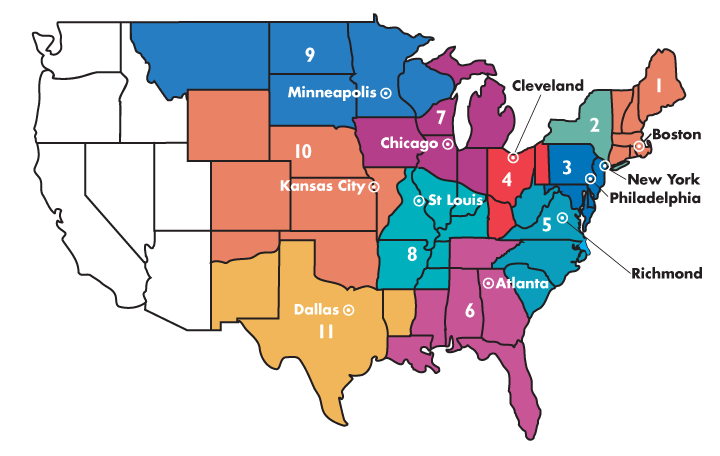 9
Minneapolis
Cleveland
1
7
2
Boston
Chicago
10
3
4
Kansas City
New York
St Louis
Philadelphia
5
8
Richmond
Atlanta
Dallas
6
11